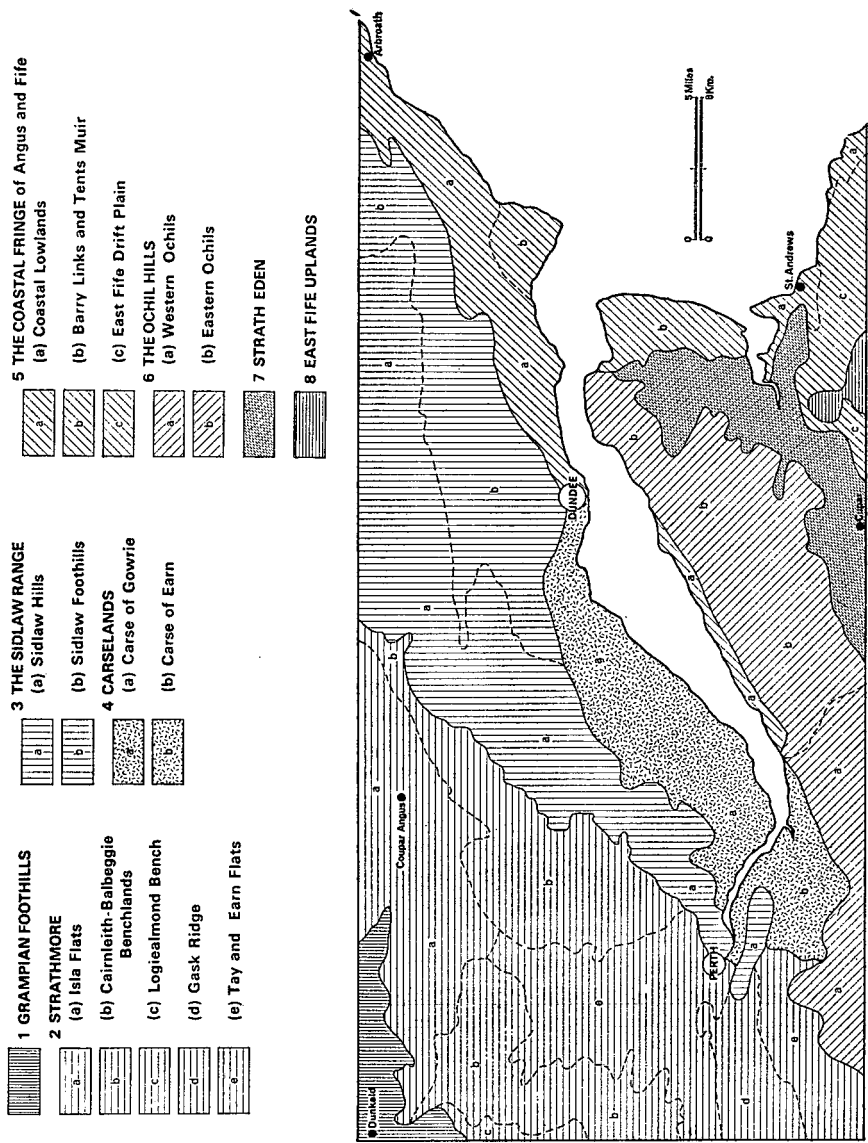 1 GRAMPIAN FOOTHILLS
2 STRATHMORE
a
(a) Isla Flats
b
(b) Cairnleith-Balbeggie
Benchlands
c
(c) Logiealmond Bench
d
(d) Gask Ridge
e
(e) Tay and Earn Flats
3 THE SIDLAW RANGE
a
(a) Sidlaw Hills
b
(b) Sidlaw Foothills
4 CARSELANDS
a
(a) Carse of Gowrie
b
(b) Carse of Earn
5 THE COASTAL FRINGE of Angus and Fife
a
(a) Coastal Lowlands
b
(b) Barry Links and Tents Muir
c
(c) East Fife Drift Plain
6 THE OCHIL HILLS
a
(a) Western Ochils
b
(b) Eastern Ochils
7 STRATH EDEN
8 EAST FIFE UPLANDS
Dunkeld
Coupar Angus
Arbroath
PERTH
DUNDEE
St. Andrews
Cupar
0 5 Miles
0 8 Km.
a
a
b
b
b
c
b
e
d
e
a
a
a
a
b
b
a
a
b
a
a
b
a
a
b
b
b
a
a
a
b
a
c
c
a